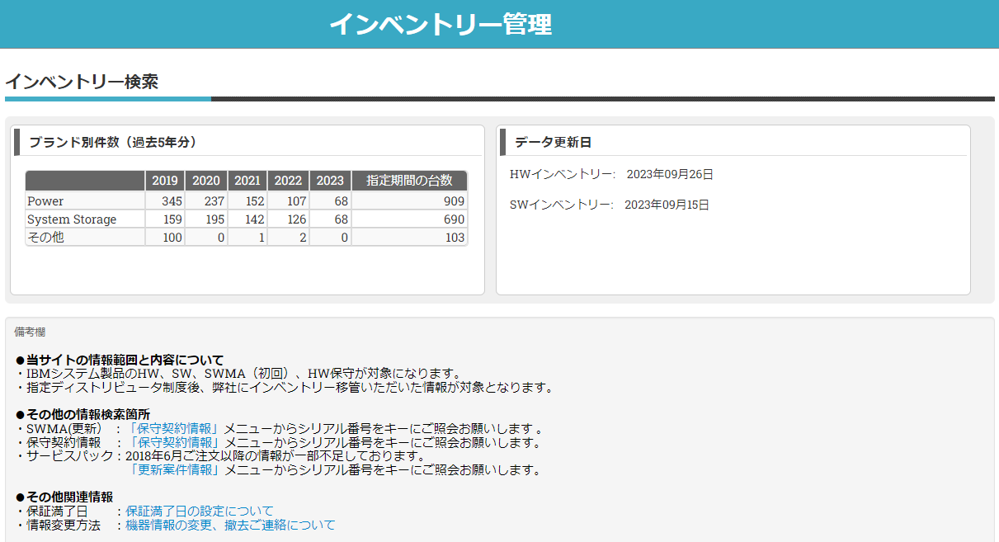 インベントリー管理
インベントリー検索
ブランド別件数（過去5年分）
2019 2020 2021 2022 2023 指定期間の台数
Power 345 237 152 107 68 909
System Storage 159 195 142 126 68 690
その他 100 0 1 2 0 103
データ更新日
HWインベントリー: 2023年09月26日
SWインベントリー: 2023年09月15日
備考欄
●当サイトの情報範囲と内容について
・IBMシステム製品のHW、SW、SWMA（初回）、HW保守が対象になります。
・指定ディストリビュータ制度後、弊社にインベントリー移管いただいた情報が対象となります。
●その他の情報検索箇所
・SWMA(更新） ：「保守契約情報」メニューからシリアル番号をキーにご照会お願いします 。
・保守契約情報 ：「保守契約情報」メニューからシリアル番号をキーにご照会お願いします。
・サービスパック：2018年6月ご注文以降の情報が一部不足しております。
「更新案件情報」メニューからシリアル番号をキーにご照会お願いします。
●その他関連情報
・保証満了日 ：保証満了日の設定について
・情報変更方法 ：機器情報の変更、撤去ご連絡について